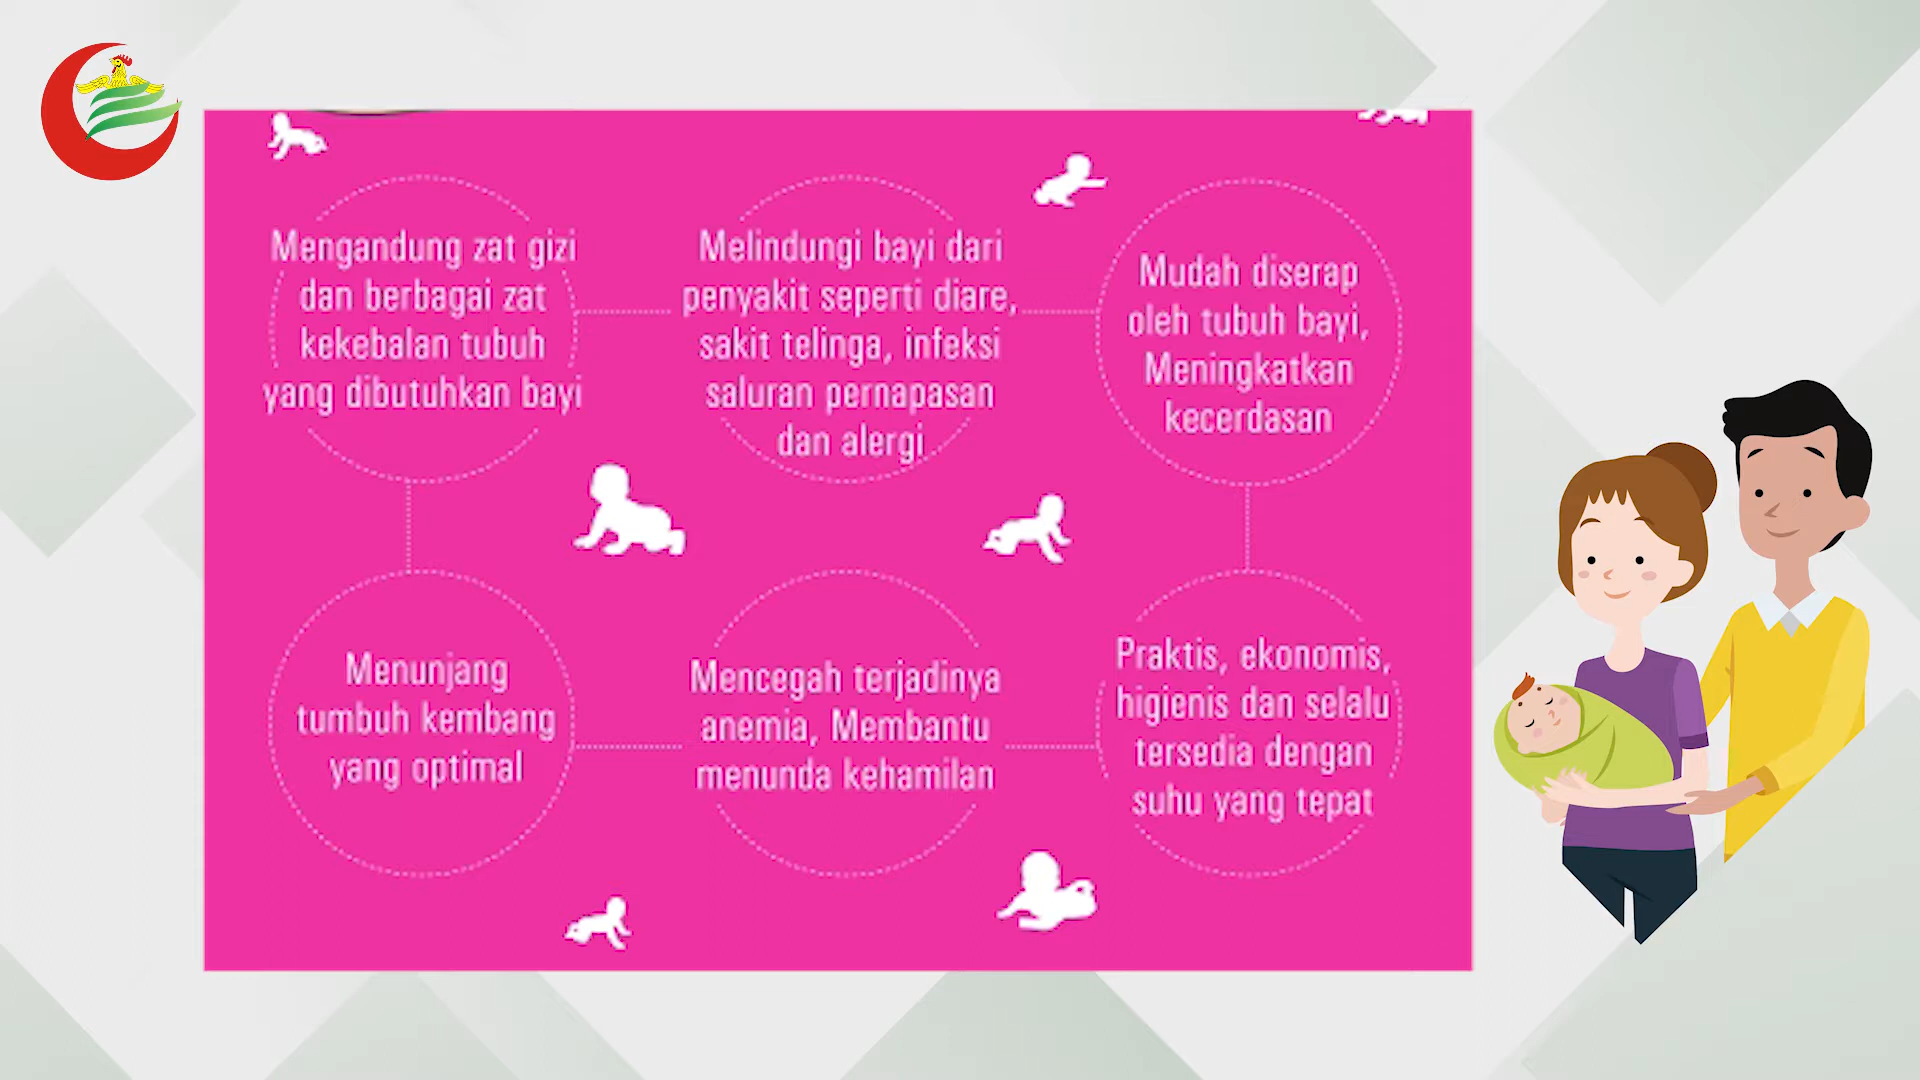 Mengandung zat gizi
dan berbagai zat
kekebalan tubuh
yang dibutuhkan bayi
Melindungi bayi dari
penyakit seperti diare,
sakit telinga, infeksi
saluran pernapasan
dan alergi
Mudah diserap
oleh tubuh bayi,
Meningkatkan
kecerdasan
Menunjang
tumbuh kembang
yang optimal
Mencegah terjadinya
anemia, Membantu
menunda kehamilan
Praktis, ekonomis,
higienis dan selalu
tersedia dengan
suhu yang tepat